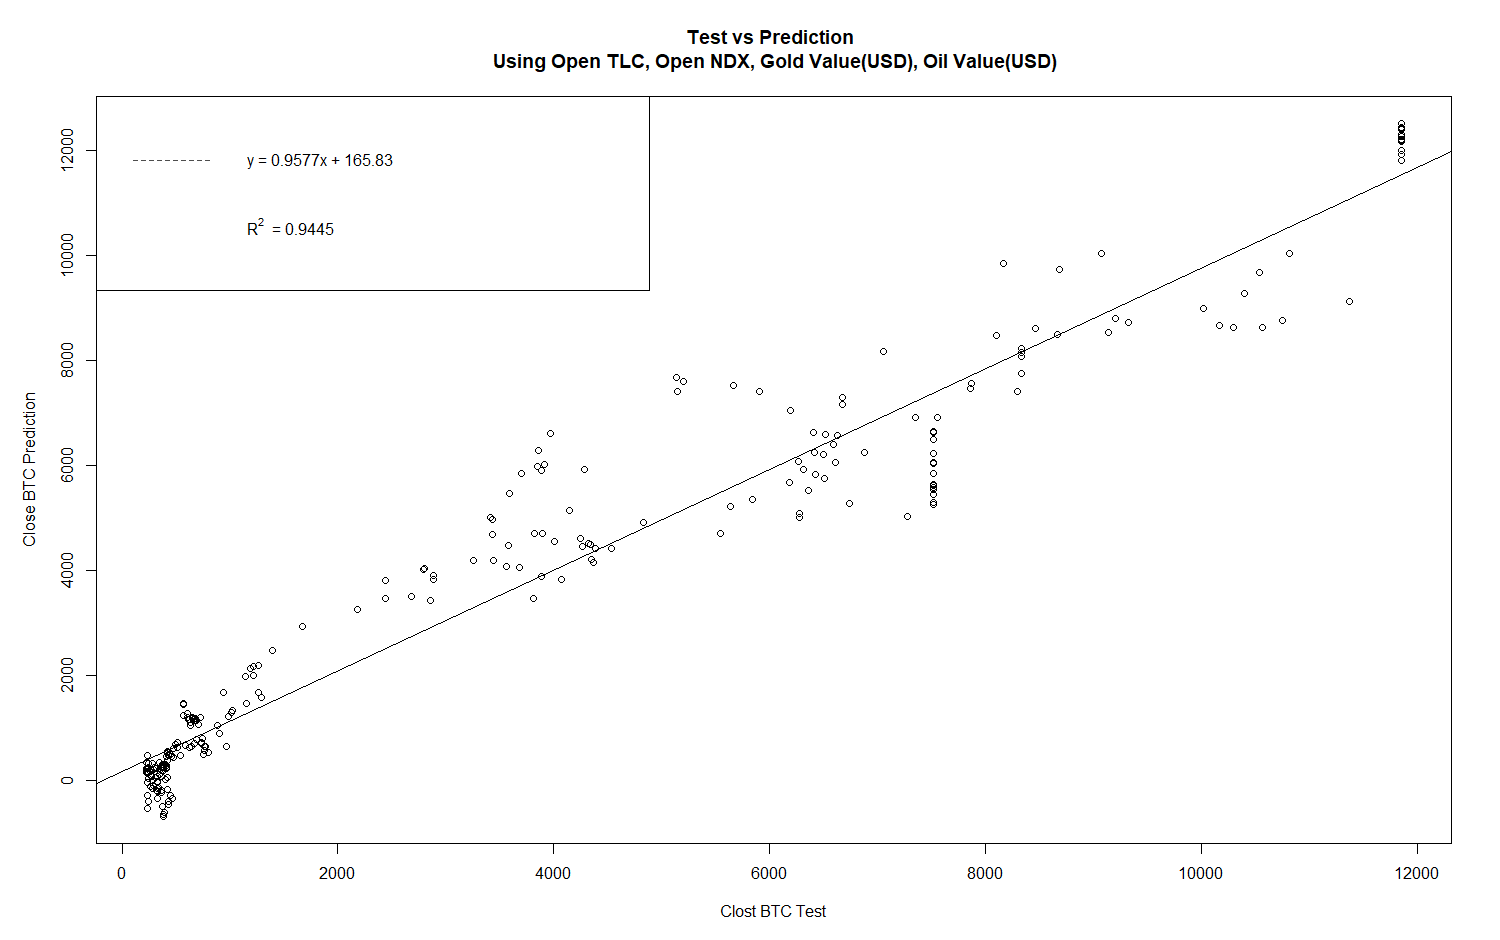 Test vs Prediction
Using Open TLC, Open NDX, Gold Value(USD), Oil Value(USD)
y = 0.9577x + 165.83
R² = 0.9445
Close BTC Prediction
12000
10000
8000
6000
4000
2000
0
0 2000 4000 6000 8000 10000 12000
Clost BTC Test